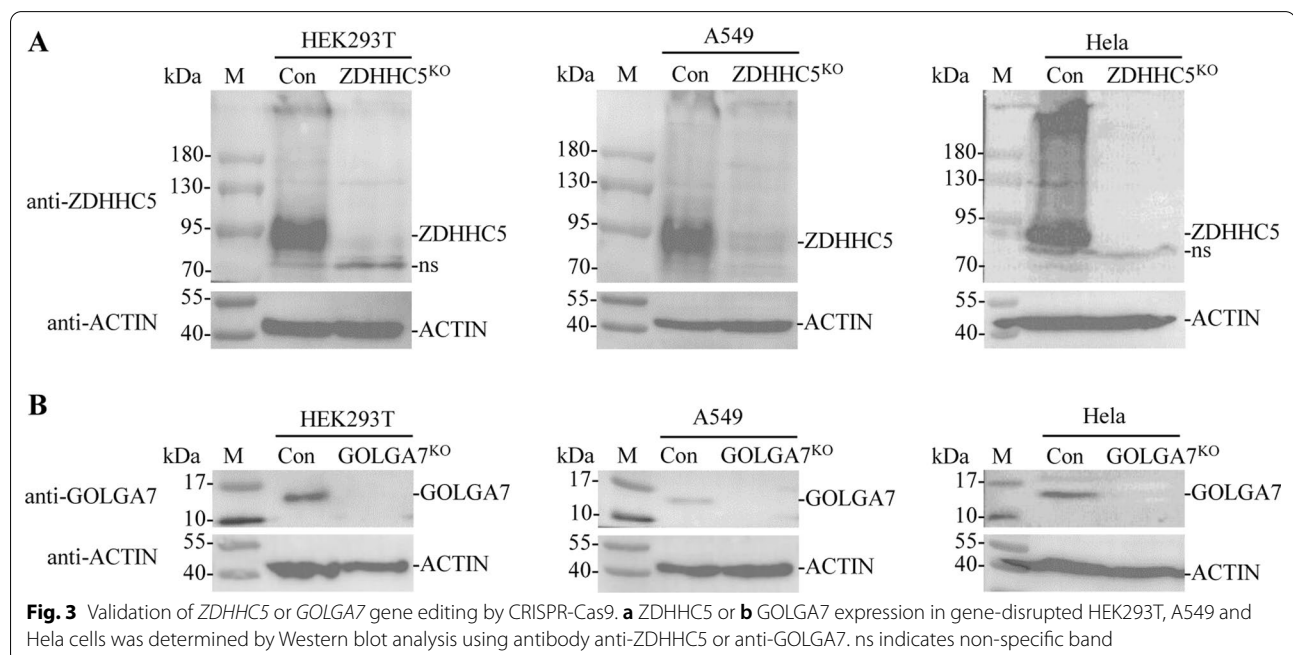 A
HEK293T
A549
Hela
kDa M Con ZDHHC5KO
kDa M Con ZDHHC5KO
kDa M Con ZDHHC5KO
anti-ZDHHC5
180-
130-
95-
70-
-ZDHHC5
-ns
180-
130-
95-
70-
-ZDHHC5
180-
130-
95-
70-
-ZDHHC5
-ns
anti-ACTIN
55-
40-
-ACTIN
55-
40-
-ACTIN
55-
40-
-ACTIN
B
HEK293T
A549
Hela
kDa M Con GOLGA7KO
kDa M Con GOLGA7KO
kDa M Con GOLGA7KO
anti-GOLGA7
17-
10-
-GOLGA7
17-
10-
-GOLGA7
17-
10-
-GOLGA7
anti-ACTIN
55-
40-
-ACTIN
55-
40-
-ACTIN
55-
40-
-ACTIN
Fig. 3 Validation of ZDHHC5 or GOLGA7 gene editing by CRISPR-Cas9. a ZDHHC5 or b GOLGA7 expression in gene-disrupted HEK293T, A549 and
Hela cells was determined by Western blot analysis using antibody anti-ZDHHC5 or anti-GOLGA7. ns indicates non-specific band